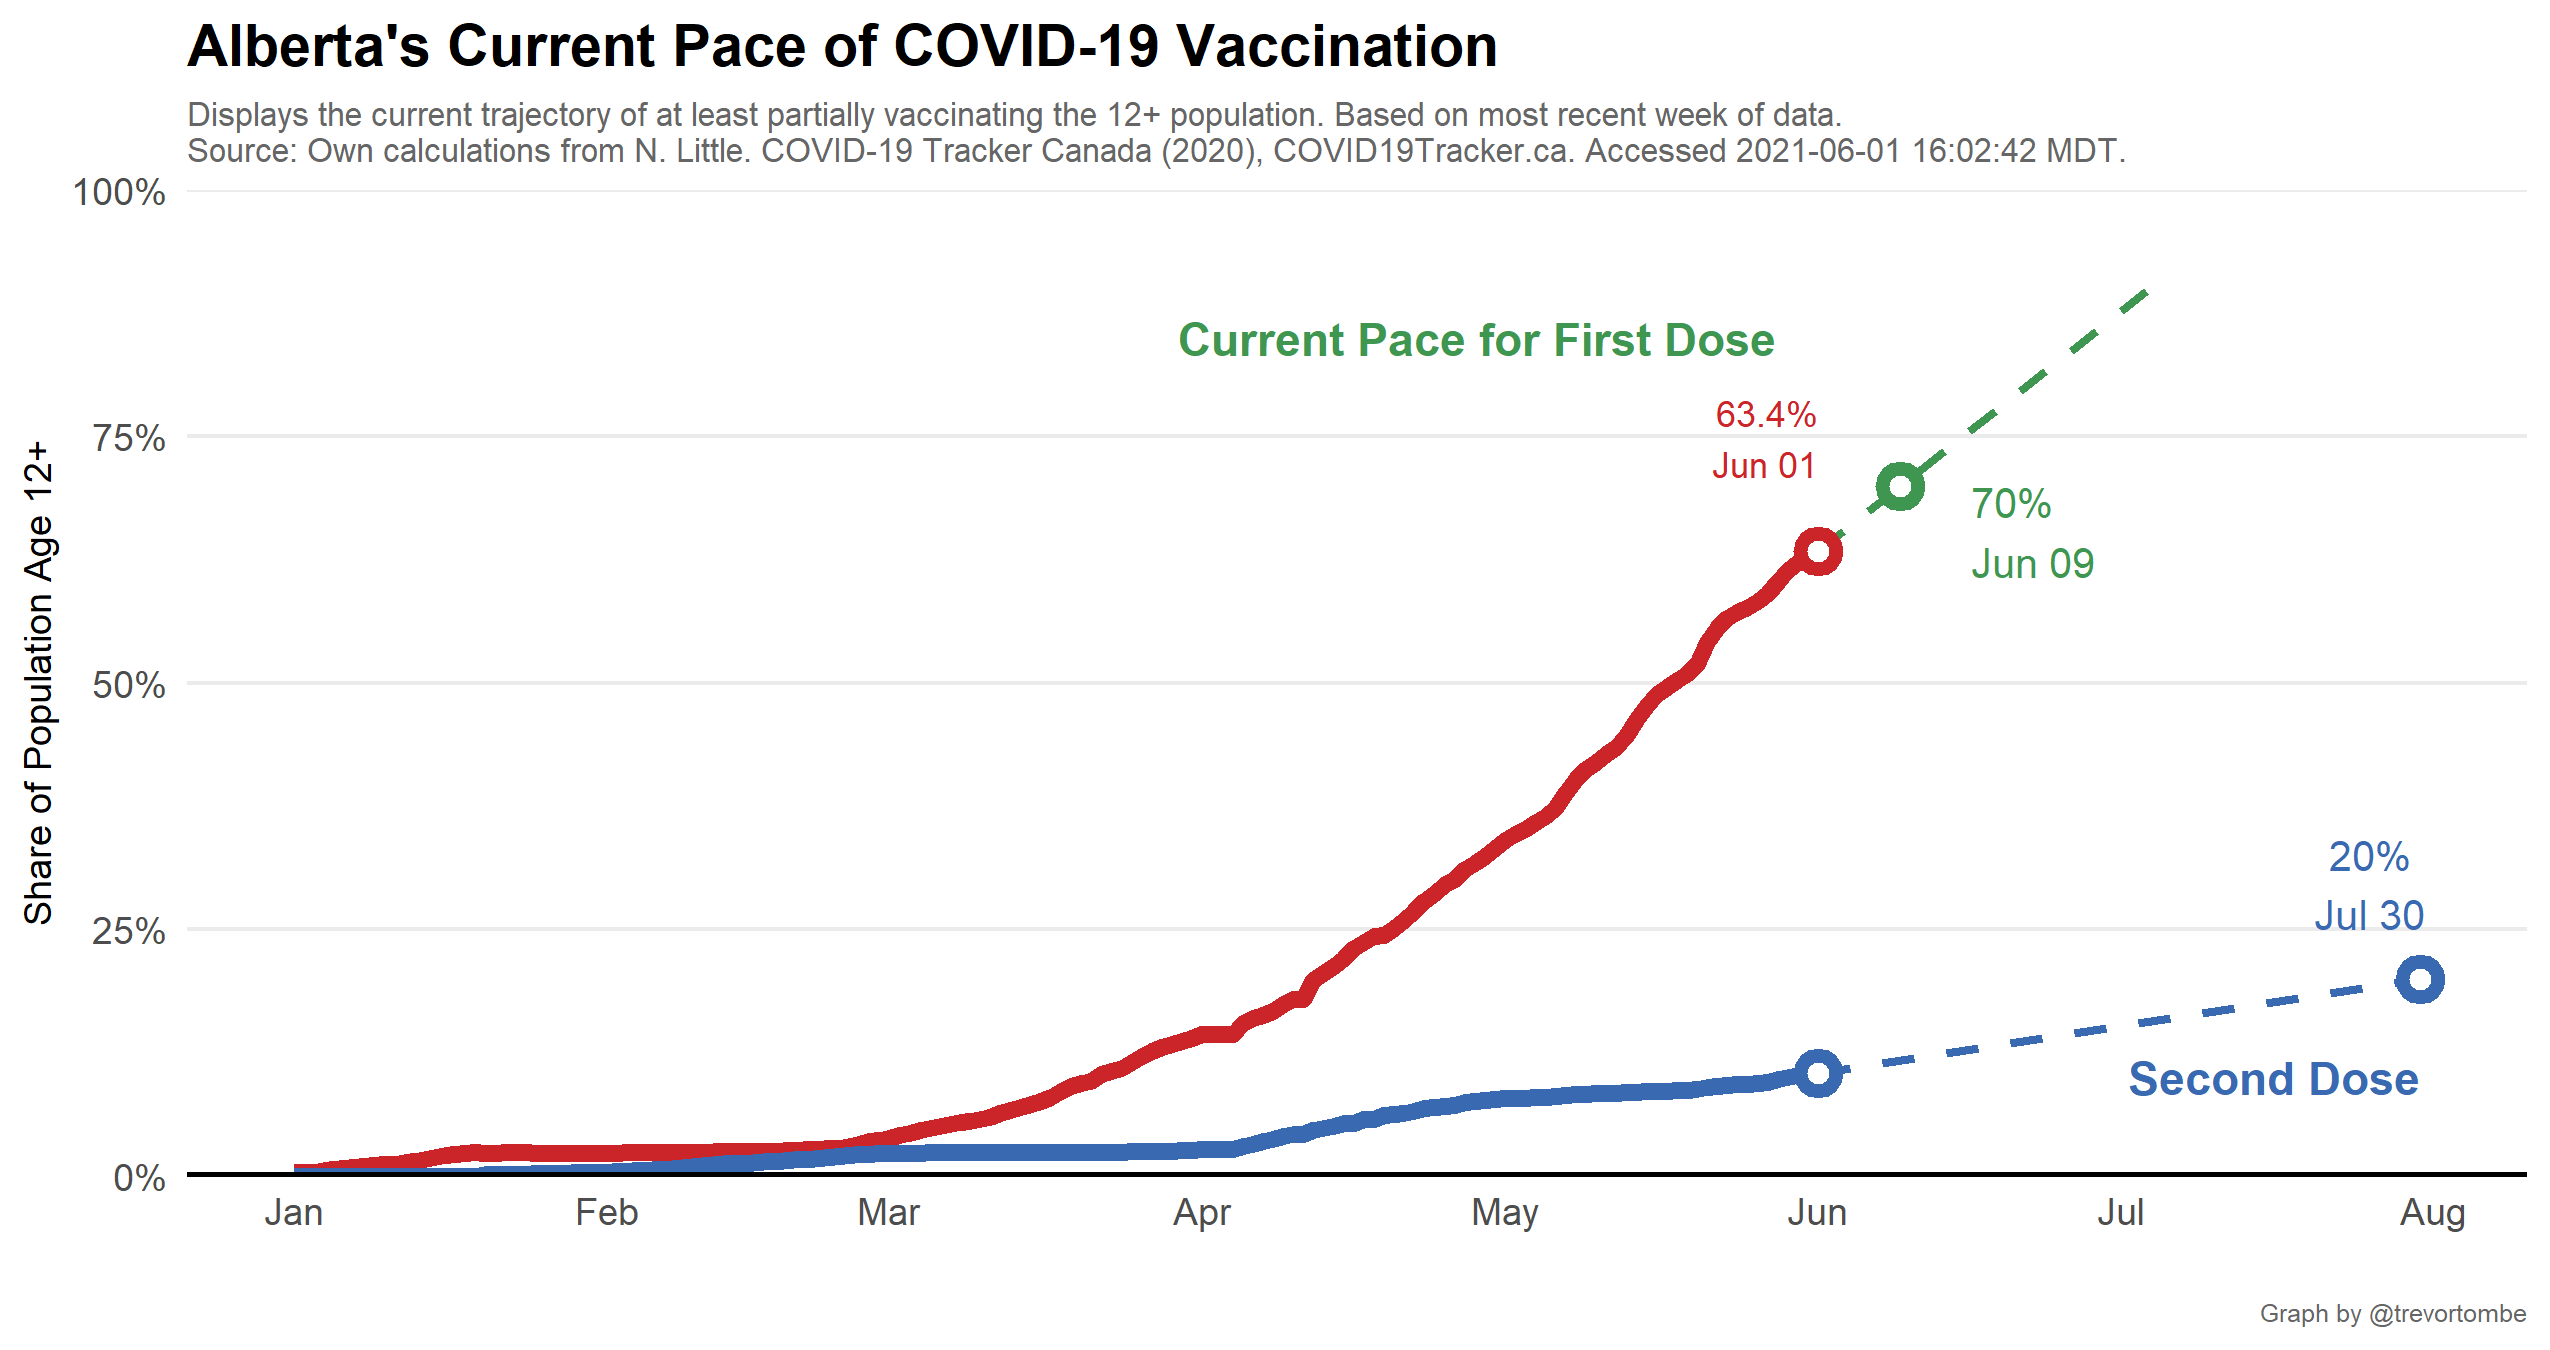 Alberta's Current Pace of COVID-19 Vaccination
Displays the current trajectory of at least partially vaccinating the 12+ population. Based on most recent week of data.
Source: Own calculations from N. Little. COVID-19 Tracker Canada (2020), COVID19Tracker.ca. Accessed 2021-06-01 16:02:42 MDT.
Share of Population Age 12+
100%
75%
50%
25%
0%
Current Pace for First Dose
63.4%
Jun 01
70%
Jun 09
20%
Jul 30
Second Dose
Jan Feb Mar Apr May Jun Jul Aug
Graph by @trevortombe